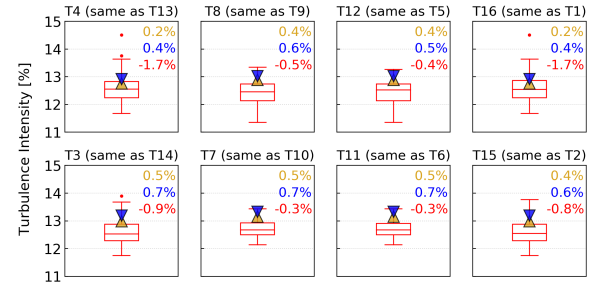 T4 (same as T13) T8 (same as T9) T12 (same as T5) T16 (same as T1)
15 0.2% 0.4% 0.4% 0.2%
14 0.4% 0.6% 0.5% 0.4%
-1.7% -0.5% -0.4% -1.7%
13
12
11
T3 (same as T14) T7 (same as T10) T11 (same as T6) T15 (same as T2)
15 0.5% 0.5% 0.5% 0.4%
14 0.7% 0.7% 0.7% 0.6%
-0.9% -0.3% -0.3% -0.8%
13
12
11
Turbulence Intensity [%]